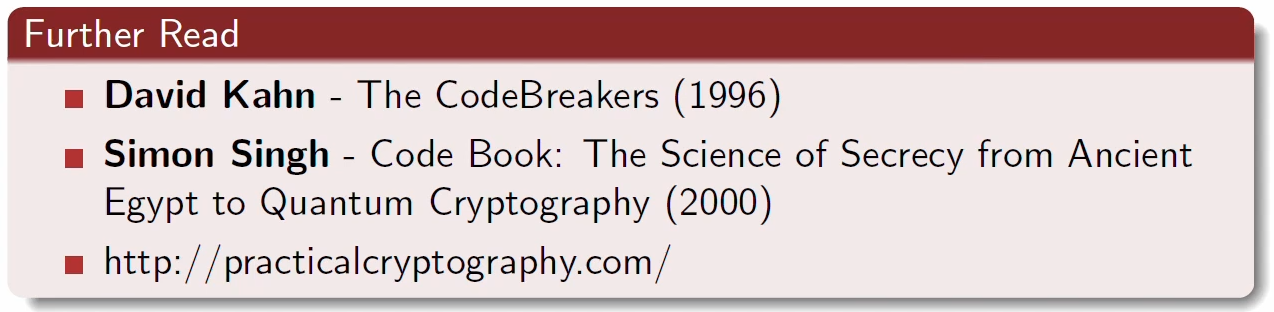 Further Read
David Kahn - The CodeBreakers (1996)
Simon Singh - Code Book: The Science of Secrecy from Ancient
Egypt to Quantum Cryptography (2000)
http://practicalcryptography.com/